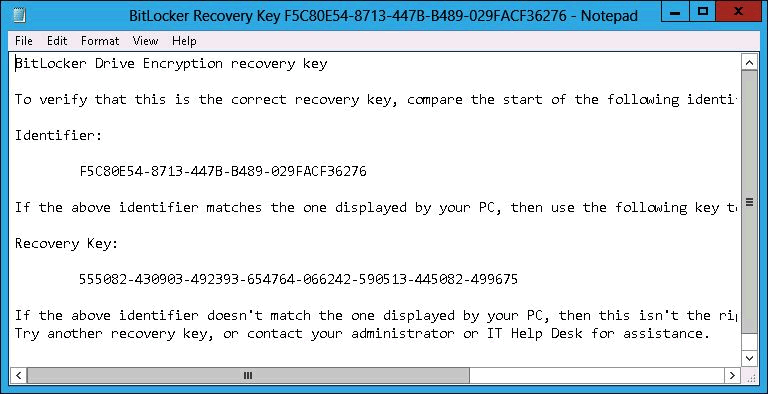 BitLocker Recovery Key F5C80E54-8713-447B-B489-029FACF36276 - Notepad
File Edit Format View Help
BitLocker Drive Encryption recovery key
To verify that this is the correct recovery key, compare the start of the following identi
Identifier:
F5C80E54-8713-447B-B489-029FACF36276
If the above identifier matches the one displayed by your PC, then use the following key t
Recovery Key:
555082-430903-492393-654764-066242-590513-445082-499675
If the above identifier doesn't match the one displayed by your PC, then this isn't the ri
Try another recovery key, or contact your administrator or IT Help Desk for assistance.